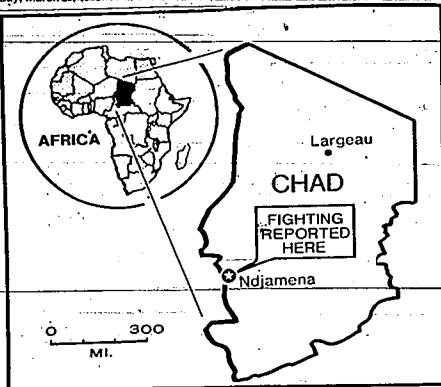 AFRICA
Largeau
CHAD
FIGHTING
REPORTED
HERE
Ndjamena
0 300
MI.